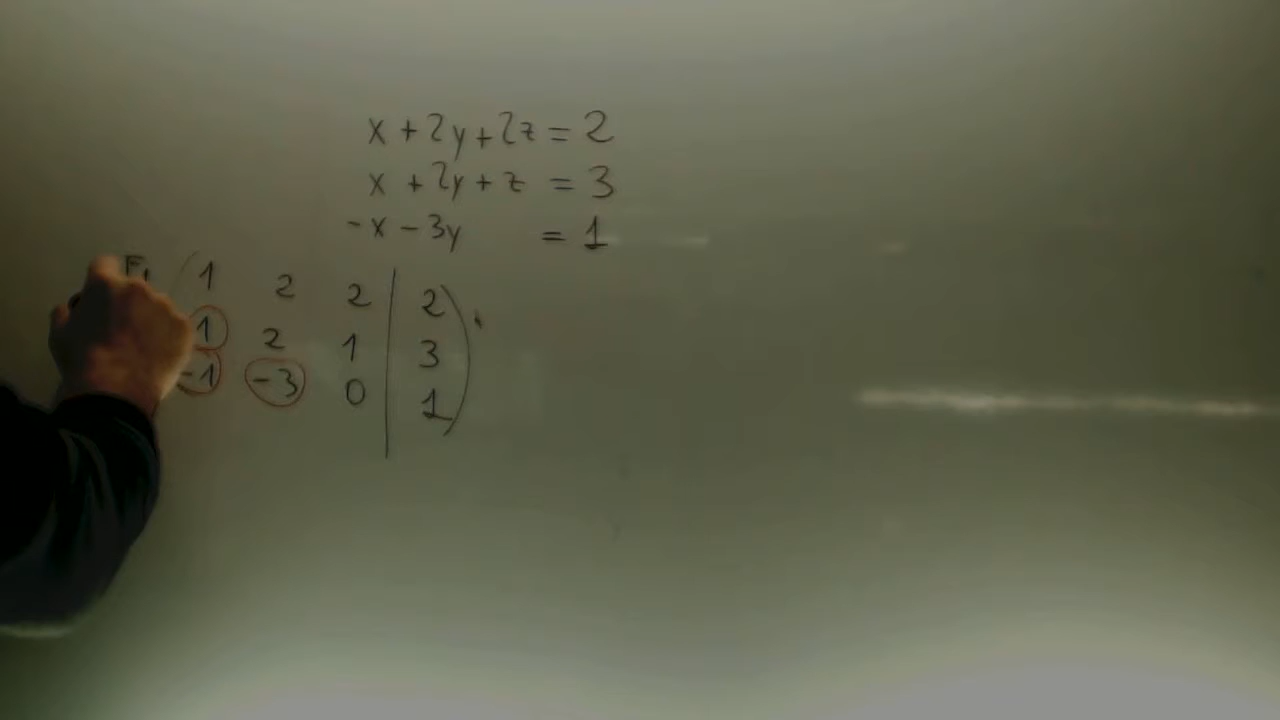 x + 2y + 2z = 2
x + 2y + z = 3
-x - 3y = 1
F1 1 2 2 | 2
1 2 1 | 3
-1 -3 0 | 1